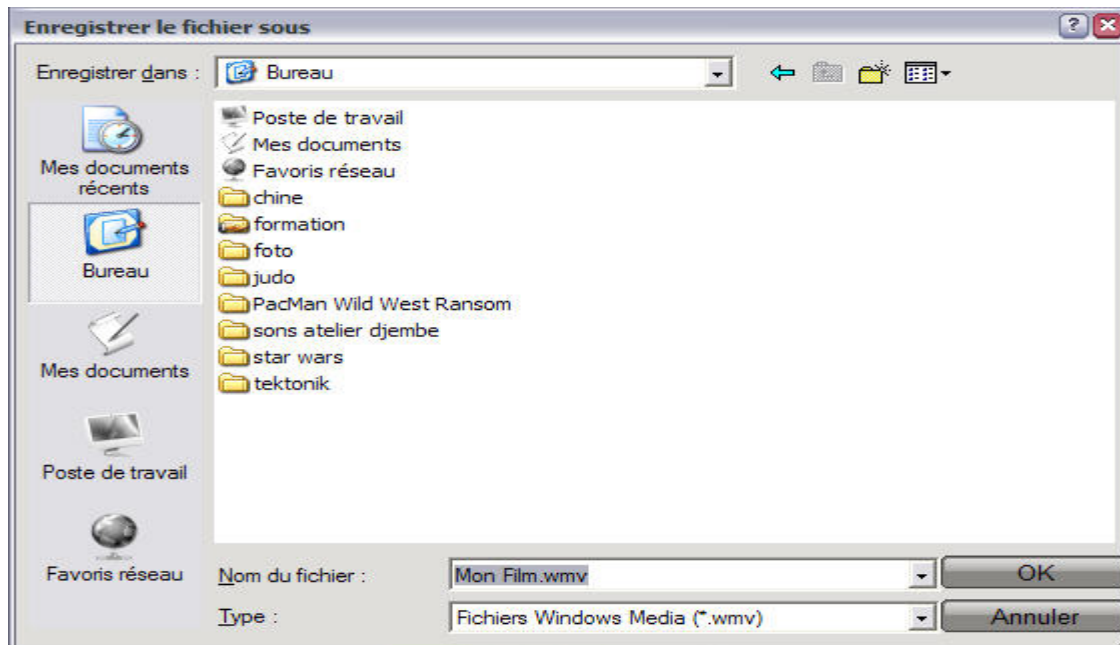 Enregistrer le fichier sous
Enregistrer dans :
Bureau
Mes documents
récents
Bureau
Mes documents
Poste de travail
Favoris réseau
Poste de travail
Mes documents
Favoris réseau
chine
formation
foto
judo
PacMan Wild West Ransom
sons atelier djembe
star wars
tektonik
Nom du fichier :
Mon Film.wmv
OK
Type :
Fichiers Windows Media (*.wmv)
Annuler